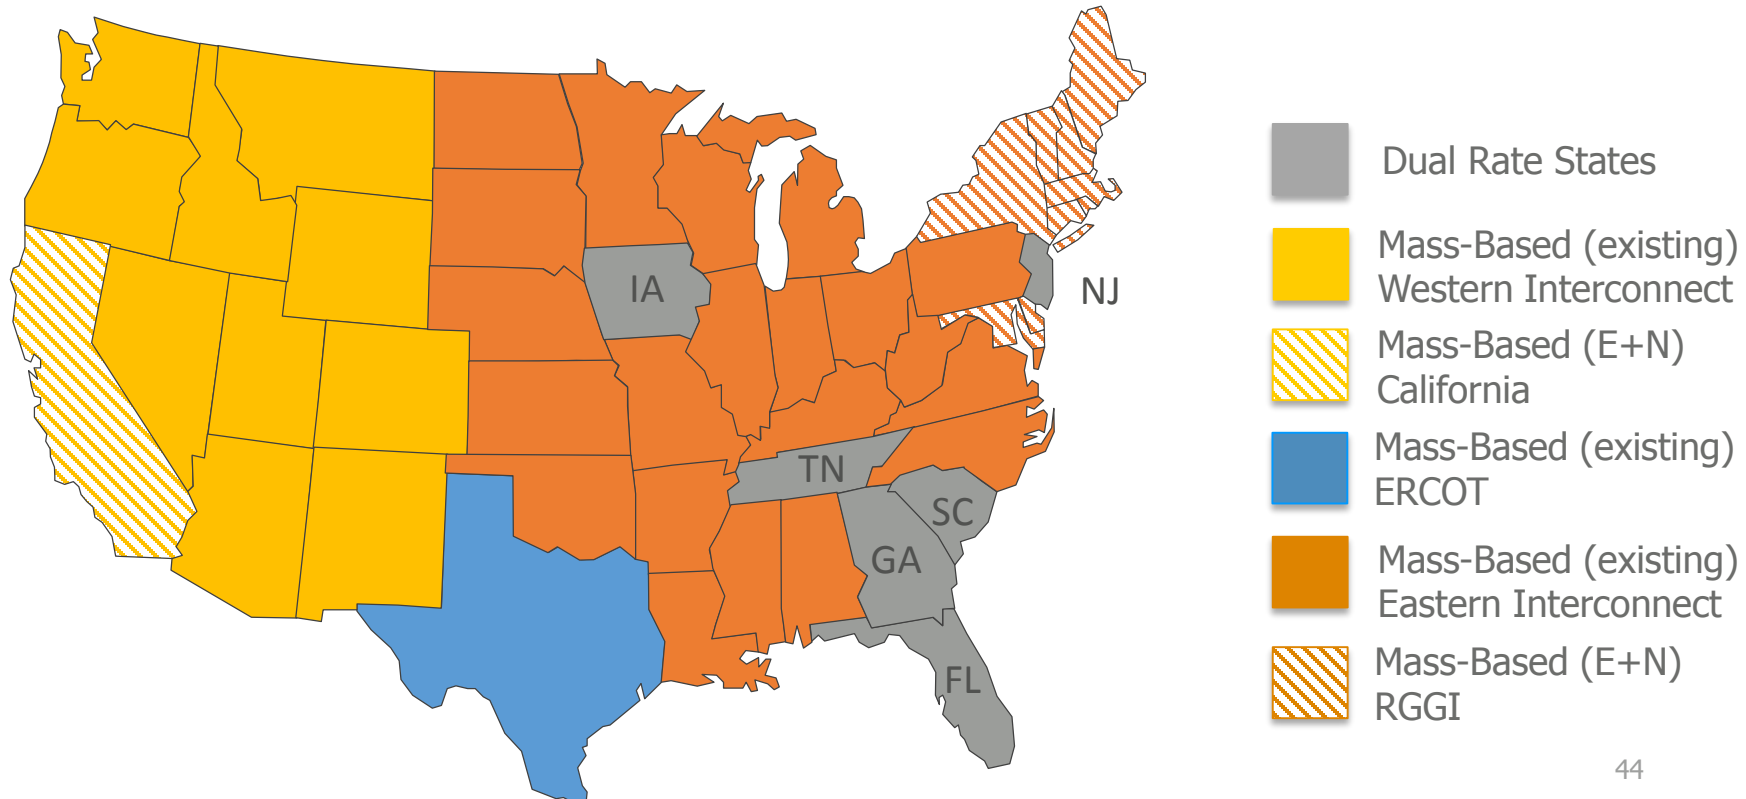 IA
NJ
TN
SC
GA
FL
Dual Rate States
Mass-Based (existing)
Western Interconnect
Mass-Based (E+N)
California
Mass-Based (existing)
ERCOT
Mass-Based (existing)
Eastern Interconnect
Mass-Based (E+N)
RGGI
44